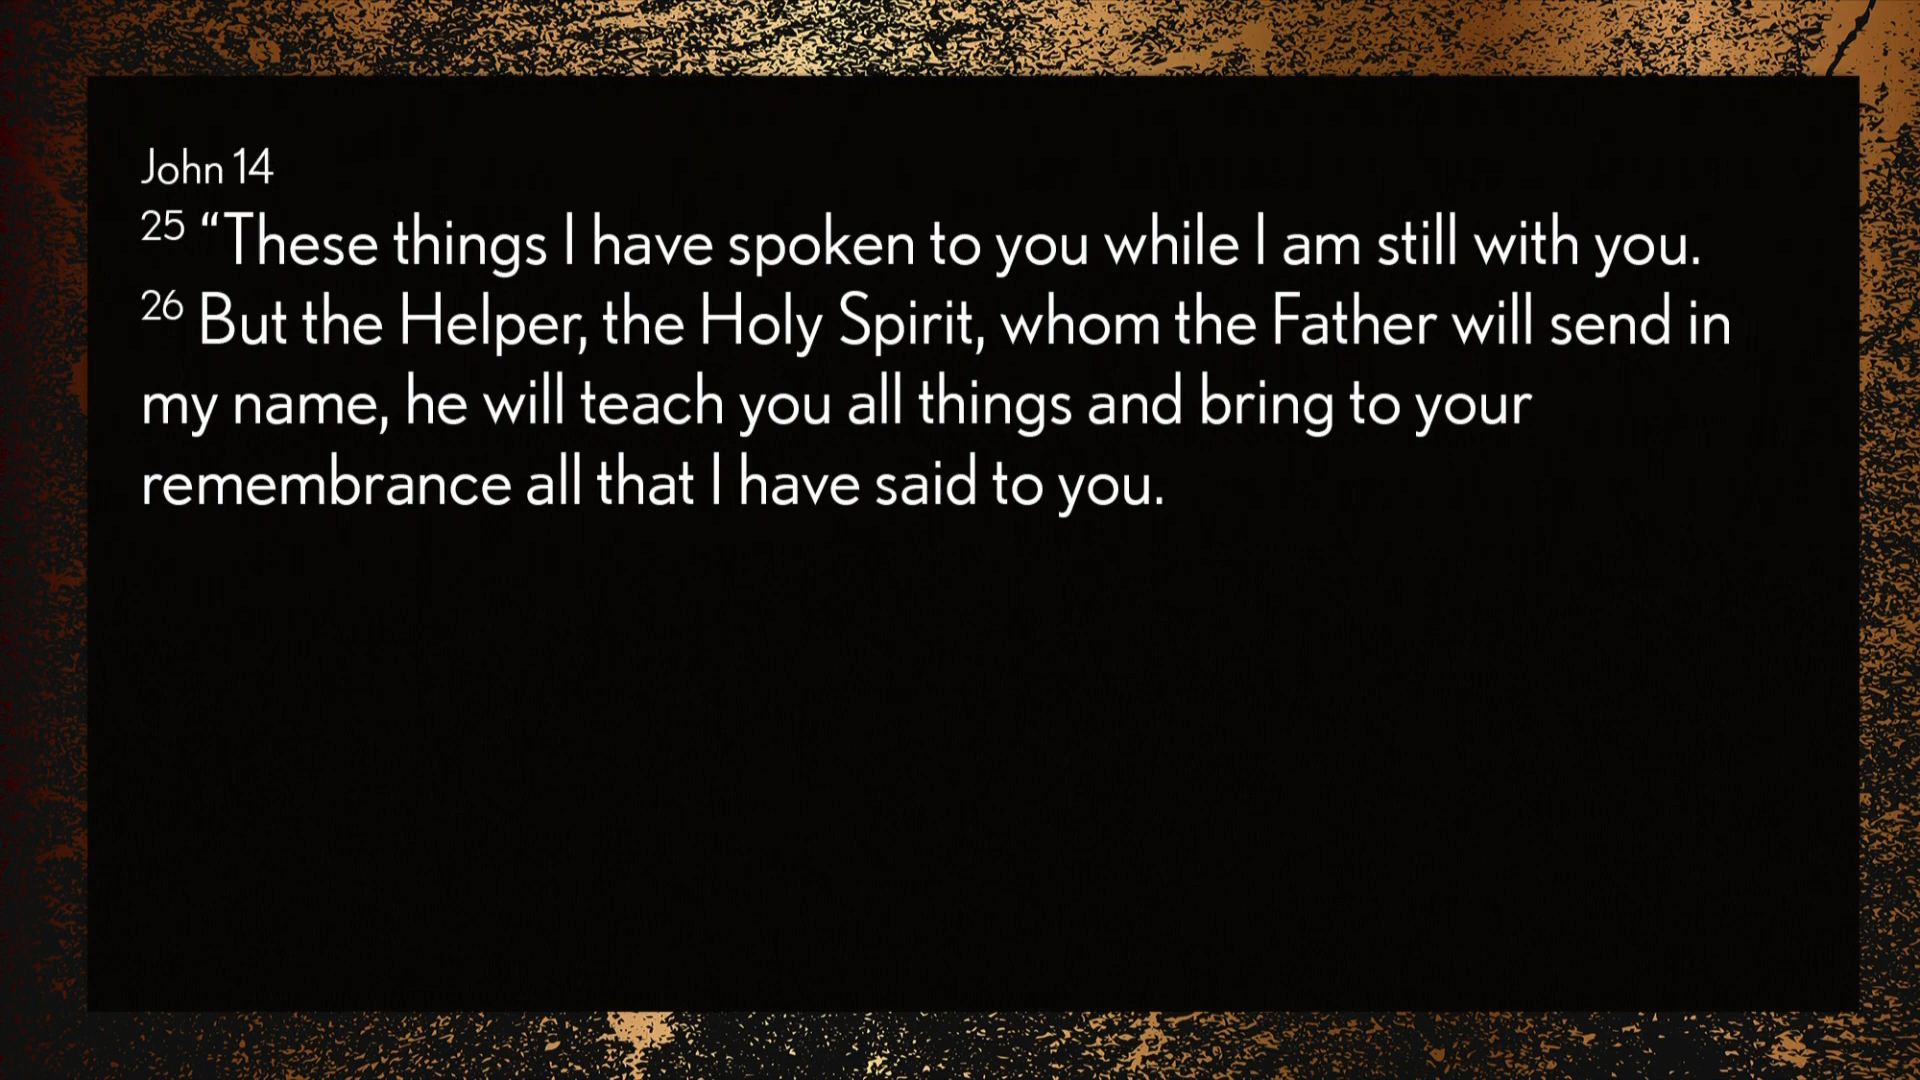 John 14
25 “These things I have spoken to you while I am still with you.
26 But the Helper, the Holy Spirit, whom the Father will send in
my name, he will teach you all things and bring to your
remembrance all that I have said to you.